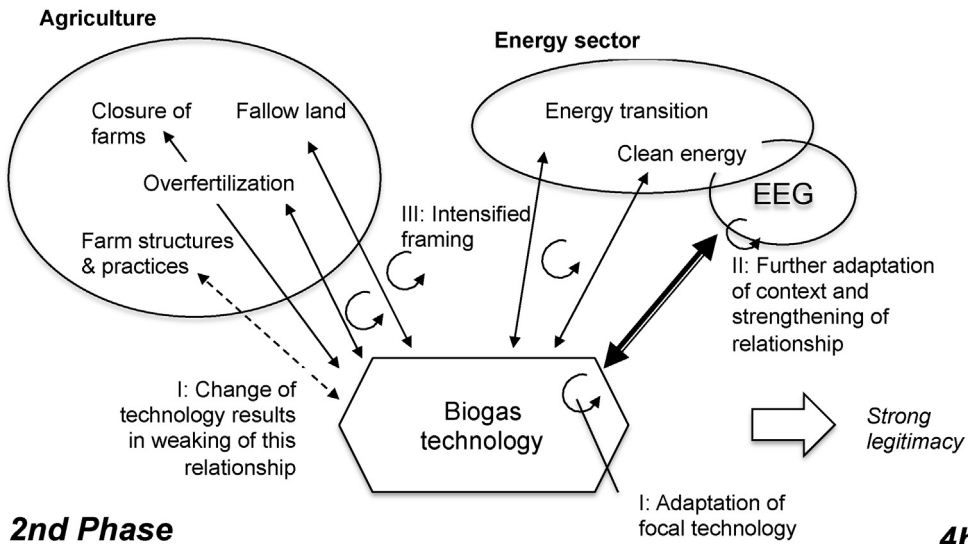 Agriculture
Energy sector
Closure of
farms
Fallow land
Overfertilization
Farm structures
& practices
Energy transition
Clean energy
EEG
III: Intensified
framing
II: Further adaptation
of context and
strengthening of
relationship
I: Change of
technology results
in weaking of this
relationship
Biogas
technology
Strong
legitimacy
I: Adaptation of
focal technology
2nd Phase